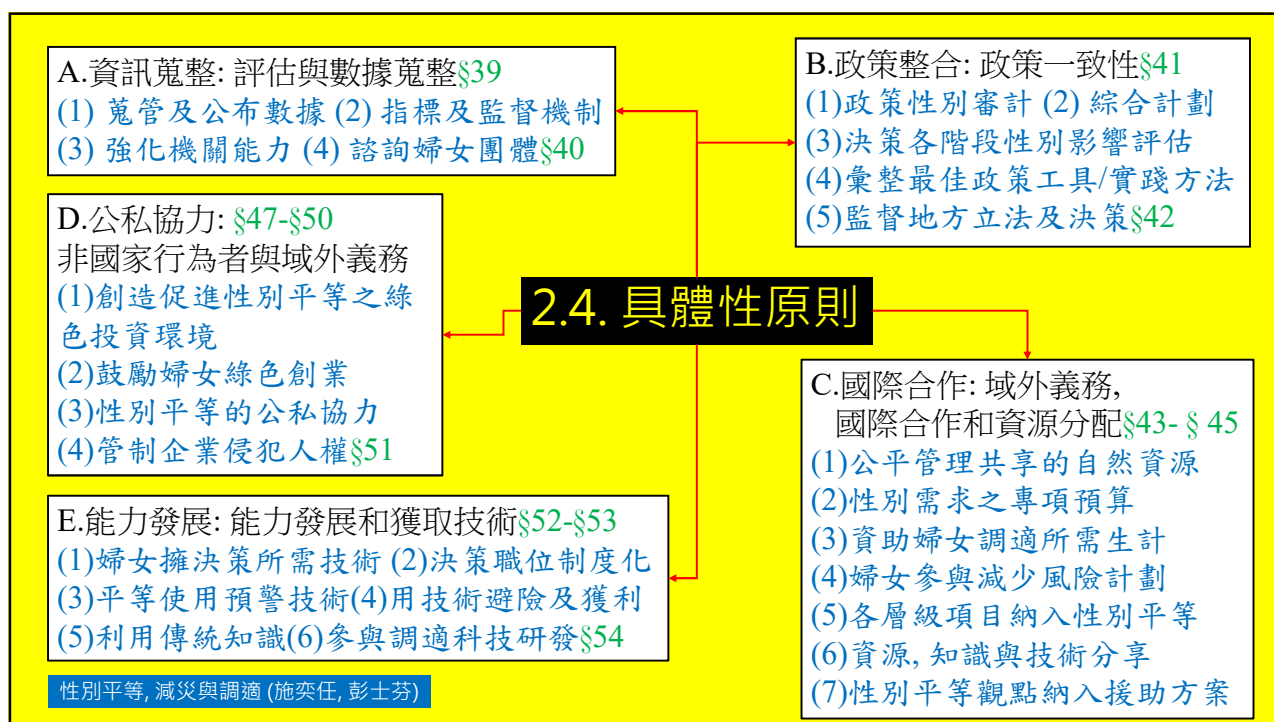 A.資訊蒐整: 評估與數據蒐整§39
(1) 蒐管及公布數據 (2) 指標及監督機制
(3) 強化機關能力 (4) 諮詢婦女團體§40
B.政策整合: 政策一致性§41
(1)政策性別審計 (2) 綜合計劃
(3)決策各階段性別影響評估
(4)彙整最佳政策工具/實踐方法
(5)監督地方立法及決策§42
D.公私協力: §47-§50
非國家行為者與域外義務
(1)創造促進性別平等之綠
色投資環境
(2)鼓勵婦女綠色創業
(3)性別平等的公私協力
(4)管制企業侵犯人權§51
2.4. 具體性原則
C.國際合作: 域外義務,
國際合作和資源分配§43- § 45
(1)公平管理共享的自然資源
(2)性別需求之專項預算
(3)資助婦女調適所需生計
(4)婦女參與減少風險計劃
(5)各層級項目納入性別平等
(6)資源, 知識與技術分享
(7)性別平等觀點納入援助方案
E.能力發展: 能力發展和獲取技術§52-§53
(1)婦女擁決策所需技術 (2)決策職位制度化
(3)平等使用預警技術(4)用技術避險及獲利
(5)利用傳統知識(6)參與調適科技研發§54
性別平等, 減災與調適 (施奕任, 彭士芬)